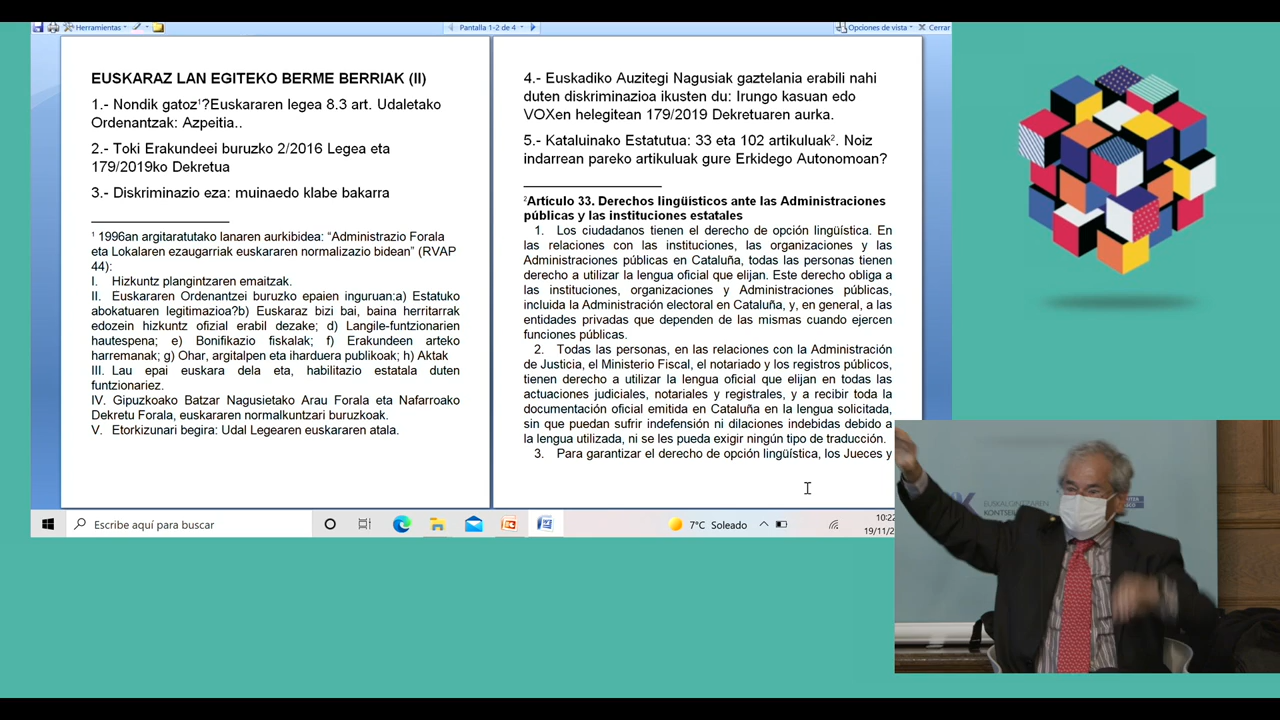 Herramientas
Pantalla 1-2 de 4
Opciones de vista
Cerrar
EUSKARAZ LAN EGITEKO BERME BERRIAK (II)
1.- Nondik gatoz¹?Euskararen legea 8.3 art. Udaletako
Ordenantzak: Azpeitia..
2.- Toki Erakundeei buruzko 2/2016 Legea eta
179/2019ko Dekretua
3.- Diskriminazio eza: muinaedo klabe bakarra
¹ 1996an argitaratutako lanaren aurkibidea: “Administrazio Forala
eta Lokalaren ezaugarriak euskararen normalizazio bidean” (RVAP
44):
I. Hizkuntz plangintzaren emaitzak.
II. Euskararen Ordenantzei buruzko epaien inguruan:a) Estatuko
abokatuaren legitimazioa?b) Euskaraz bizi bai, baina herritarrak
edozein hizkuntz ofizial erabil dezake; d) Langile-funtzionarien
hautespena; e) Bonifikazio fiskalak; f) Erakundeen arteko
harremanak; g) Ohar, argitalpen eta iharduera publikoak; h) Aktak
III. Lau epai euskara dela eta, habilitazio estatala duten
funtzionariez.
IV. Gipuzkoako Batzar Nagusietako Arau Forala eta Nafarroako
Dekretu Forala, euskararen normalkuntzari buruzkoak.
V. Etorkizunari begira: Udal Legearen euskararen atala.
4.- Euskadiko Auzitegi Nagusiak gaztelania erabili nahi
duten diskriminazioa ikusten du: Irungo kasuan edo
VOXen helegitean 179/2019 Dekretuaren aurka.
5.- Kataluinako Estatutua: 33 eta 102 artikuluak². Noiz
indarrean pareko artikuluak gure Erkidego Autonomoan?
²Artículo 33. Derechos lingüísticos ante las Administraciones
públicas y las instituciones estatales
1. Los ciudadanos tienen el derecho de opción lingüística. En
las relaciones con las instituciones, las organizaciones y las
Administraciones públicas en Cataluña, todas las personas tienen
derecho a utilizar la lengua oficial que elijan. Este derecho obliga a
las instituciones, organizaciones y Administraciones públicas,
incluida la Administración electoral en Cataluña, y, en general, a las
entidades privadas que dependen de las mismas cuando ejercen
funciones públicas.
2. Todas las personas, en las relaciones con la Administración
de Justicia, el Ministerio Fiscal, el notariado y los registros públicos,
tienen derecho a utilizar la lengua oficial que elijan en todas las
actuaciones judiciales, notariales y registrales, y a recibir toda la
documentación oficial emitida en Cataluña en la lengua solicitada,
sin que puedan sufrir indefensión ni dilaciones indebidas debido a
la lengua utilizada, ni se les pueda exigir ningún tipo de traducción.
3. Para garantizar el derecho de opción lingüística, los Jueces y
Escribe aquí para buscar
7°C Soleado
10:22
19/11/2
EUSKALGINTZAREN
KONTSEI